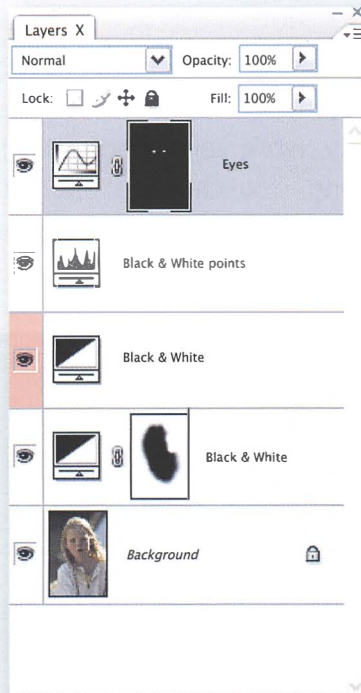 Layers X
Normal Opacity: 100%
Lock: Fill: 100%
Eyes
Black & White points
Black & White
Black & White
Background